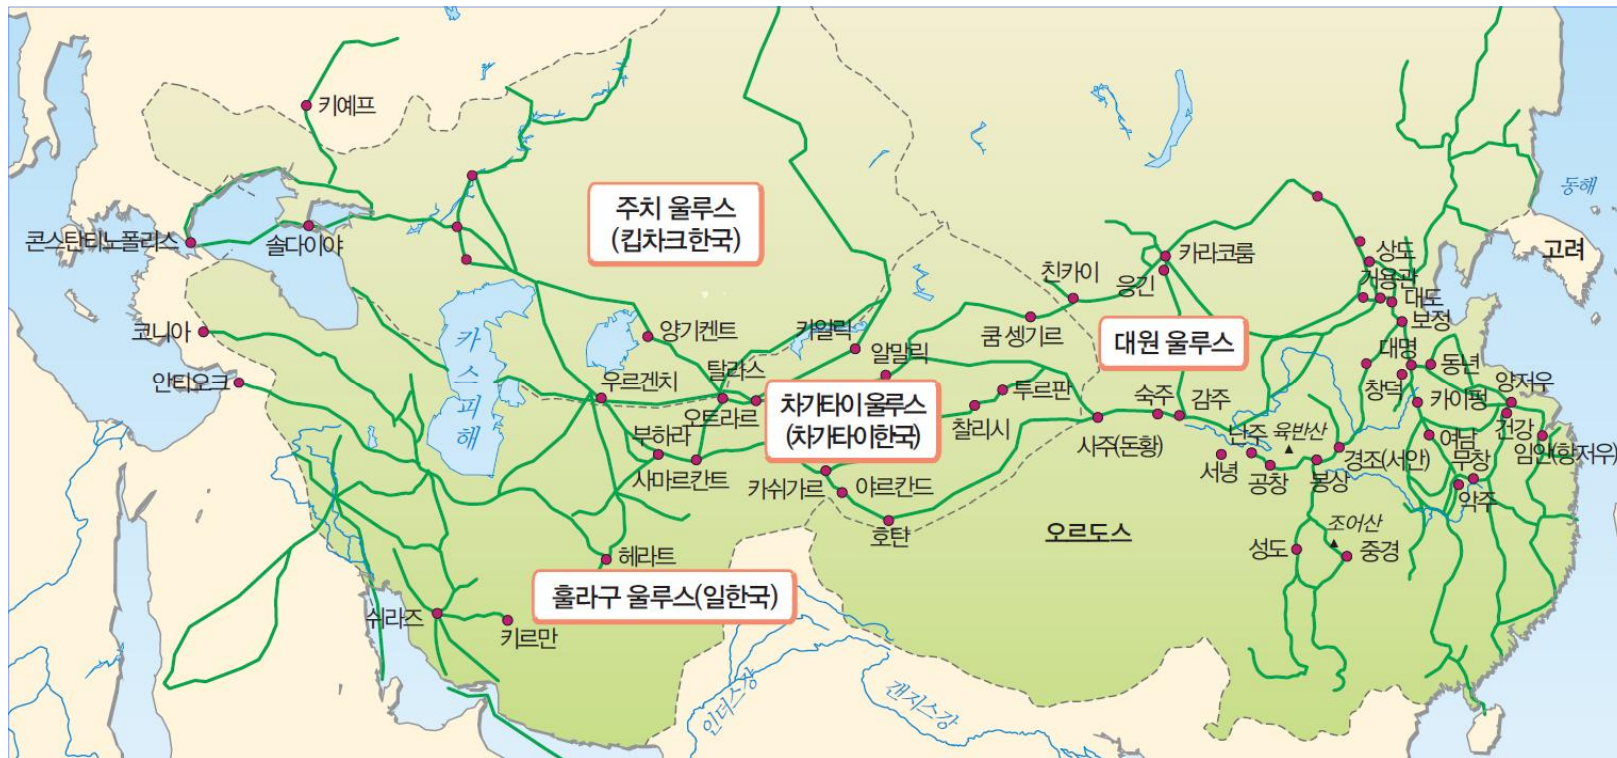 키예프
콘스탄티노폴리스
솔다이야
주치 울루스
(킵차크한국)
동해
고려
상도
거용관
대도
보정
카라코룸
친카이
웅긴
쿰 셍기르
대원 울루스
코니아
안티오크
카스피해
양기켄트
카일릭
알말릭
우르겐치
탈라스
오트라르
차가타이 울루스
(차가타이한국)
투르판
찰리시
숙주
감주
사주(돈황)
대명
동년
창덕
카이펑
양저우
건강
임안(항저우)
여남
무창
악주
부하라
사마르칸트
카쉬가르
야르칸드
호탄
난주
육반산
서녕
공창
봉상
경조(서안)
오르도스
조어산
성도
중경
헤라트
훌라구 울루스(일한국)
쉬라즈
키르만
인더스강
갠지스강